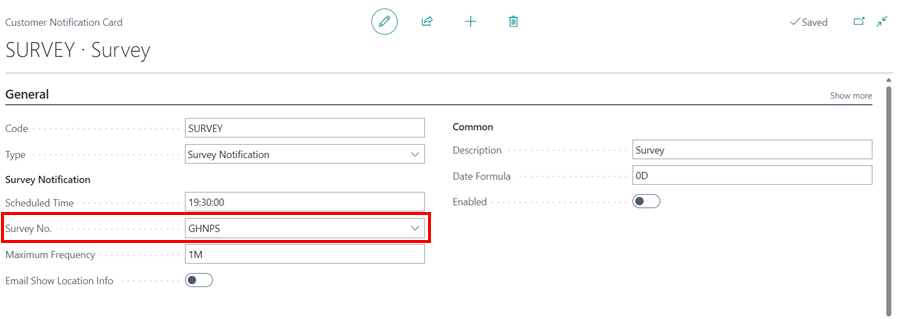 Customer Notification Card
Saved
SURVEY · Survey
General
Show more
Code
SURVEY
Type
Survey Notification
Survey Notification
Scheduled Time
19:30:00
Survey No.
GHNPS
Maximum Frequency
1M
Email Show Location Info
Common
Description
Survey
Date Formula
0D
Enabled